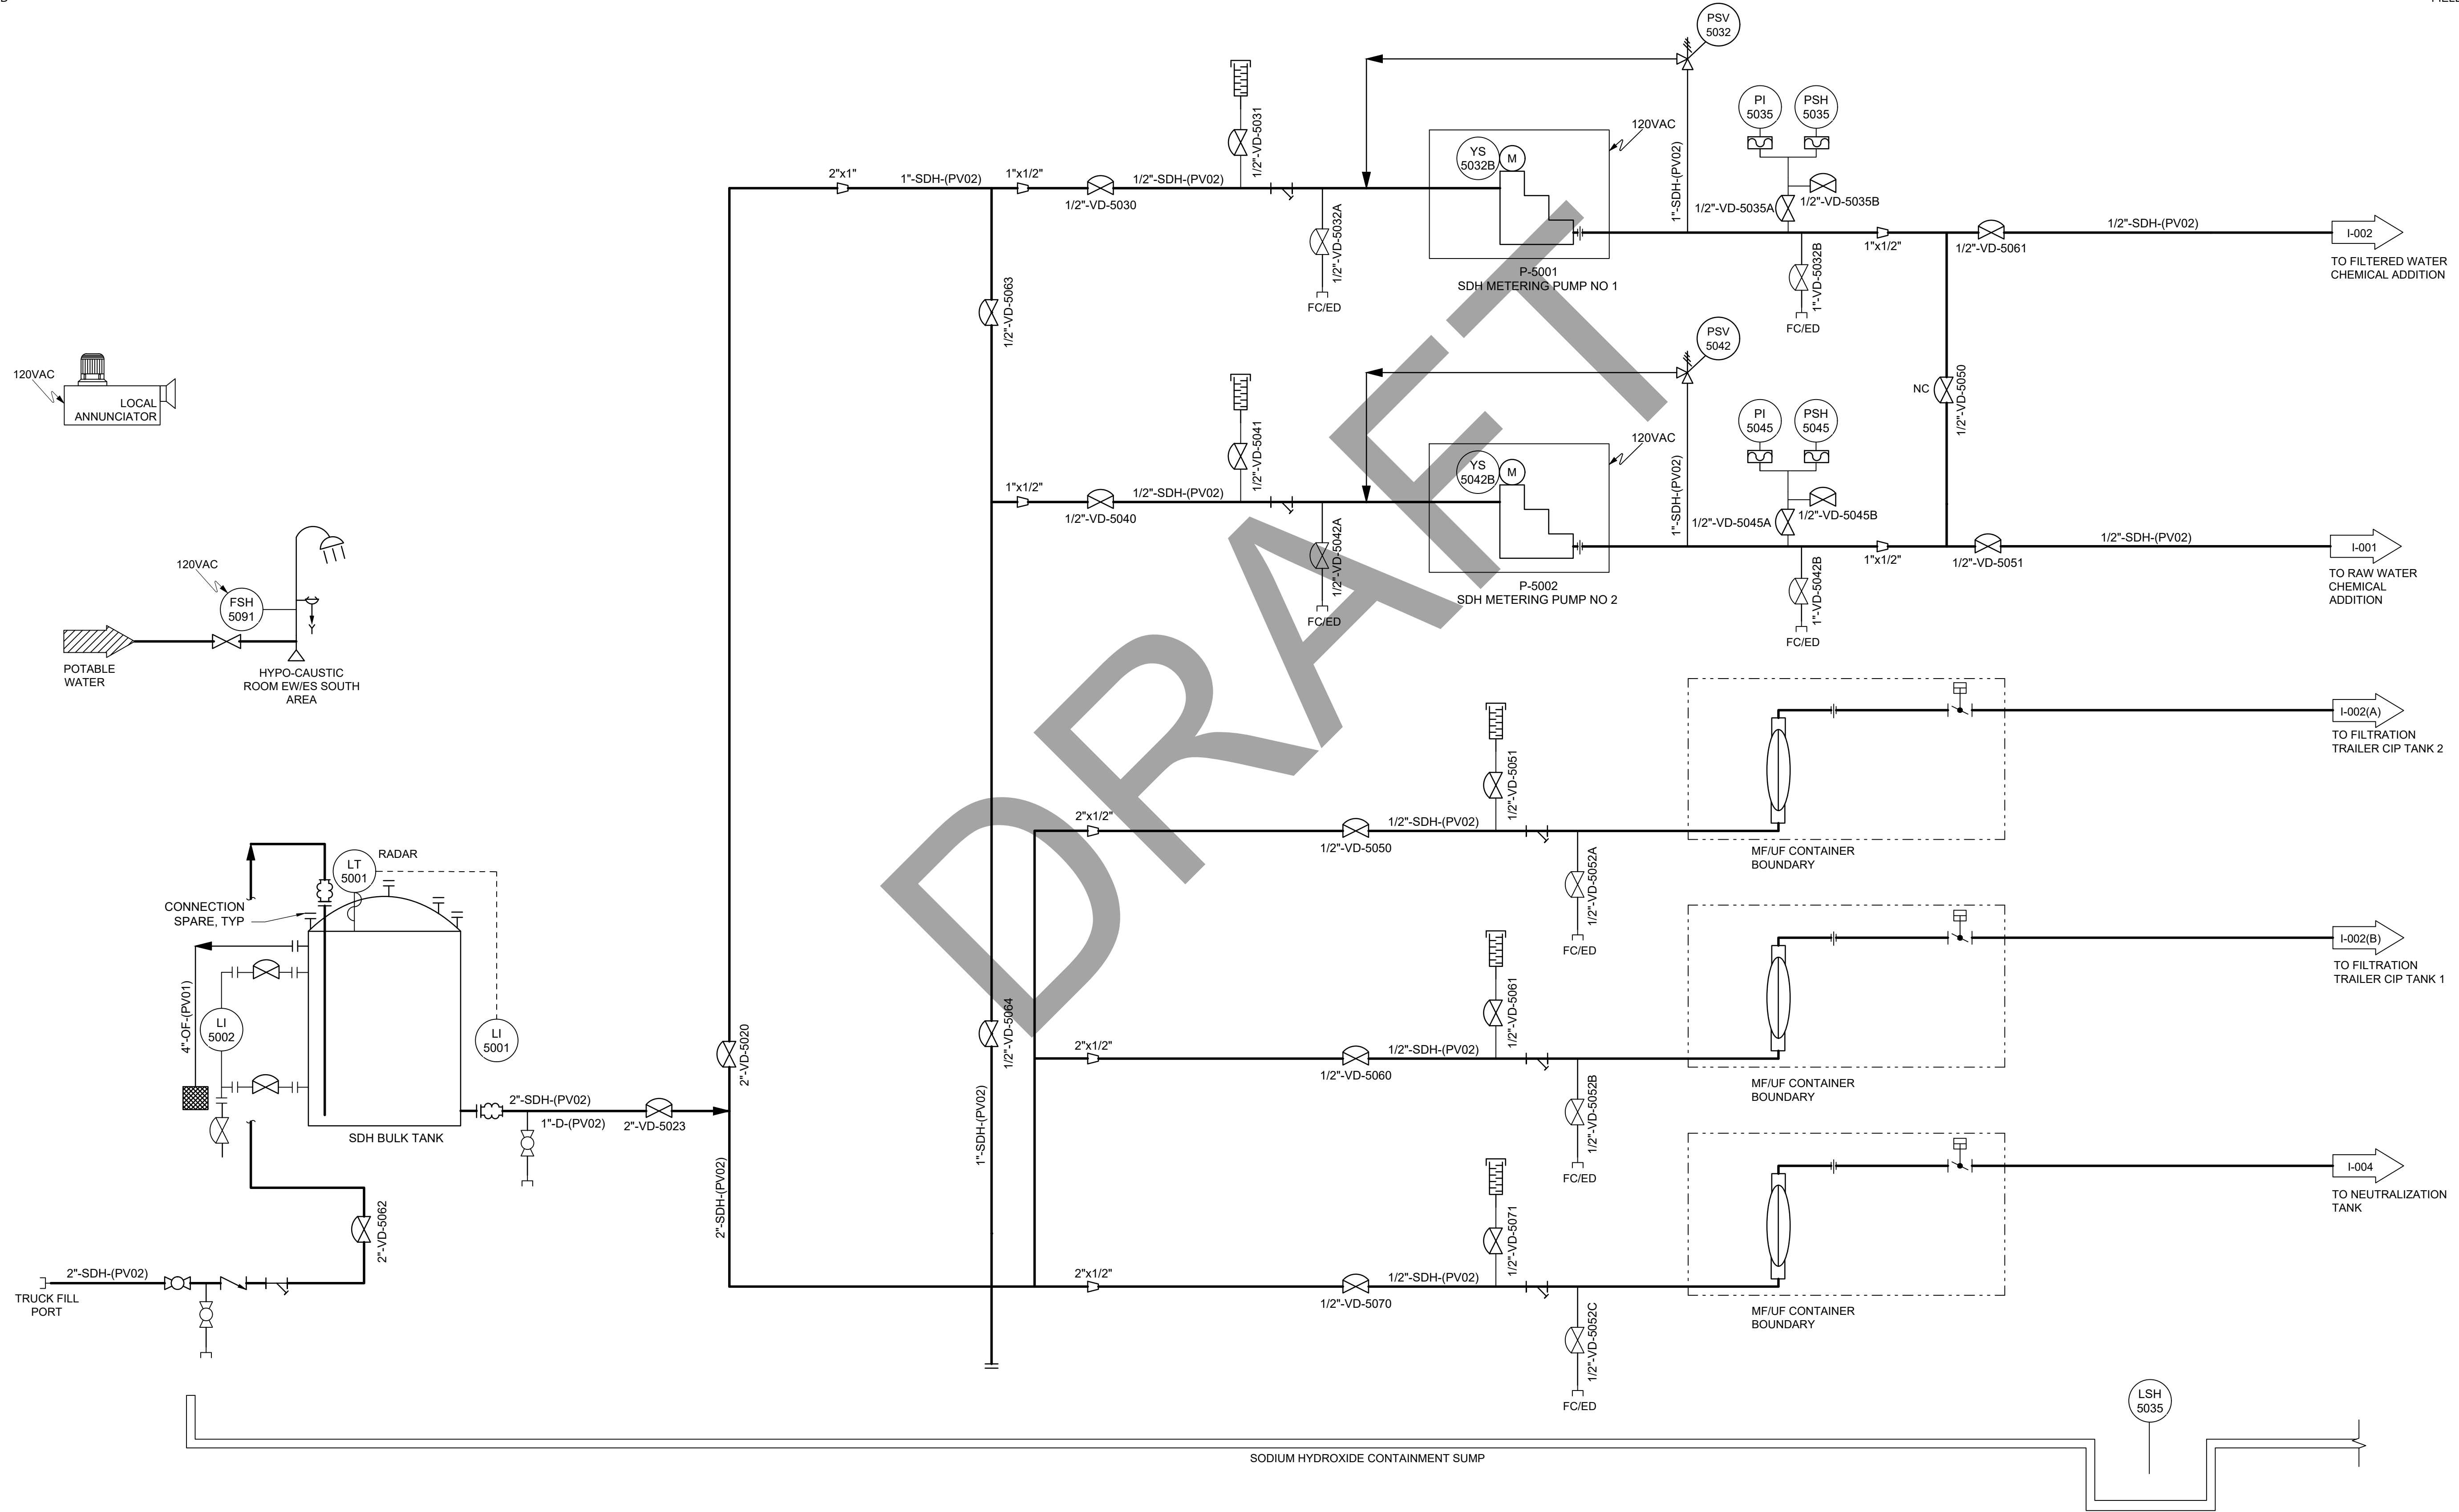 PSV
5032
PI
5035
PSH
5035
120VAC
YS
5032B
M
1/2"-VD-5031
2"x1"
1"-SDH-(PV02)
1"x1/2"
1/2"-SDH-(PV02)
1/2"-VD-5030
1/2"-VD-5032A
FC/ED
1"-SDH-(PV02)
1/2"-VD-5035A
1/2"-VD-5035B
1"x1/2"
1"-VD-5032B
FC/ED
1/2"-VD-5061
1/2"-SDH-(PV02)
I-002
TO FILTERED WATER
CHEMICAL ADDITION
P-5001
SDH METERING PUMP NO 1
1/2"-VD-5063
PSV
5042
120VAC
LOCAL
ANNUNCIATOR
NC
1/2"-VD-5050
PI
5045
PSH
5045
120VAC
YS
5042B
M
1/2"-VD-5041
1"x1/2"
1/2"-SDH-(PV02)
1/2"-VD-5040
1/2"-VD-5042A
FC/ED
1"-SDH-(PV02)
1/2"-VD-5045A
1/2"-VD-5045B
1"x1/2"
1"-VD-5042B
FC/ED
1/2"-VD-5051
1/2"-SDH-(PV02)
I-001
TO RAW WATER
CHEMICAL
ADDITION
P-5002
SDH METERING PUMP NO 2
120VAC
FSH
5091
POTABLE
WATER
HYPO-CAUSTIC
ROOM EW/ES SOUTH
AREA
DRAFT
1/2"-VD-5051
2"x1/2"
1/2"-VD-5050
1/2"-SDH-(PV02)
1/2"-VD-5052A
FC/ED
MF/UF CONTAINER
BOUNDARY
I-002(A)
TO FILTRATION
TRAILER CIP TANK 2
LT
5001
RADAR
CONNECTION
SPARE, TYP
4"-OF-(PV01)
LI
5002
LI
5001
SDH BULK TANK
2"-SDH-(PV02)
1"-D-(PV02)
2"-VD-5023
2"-VD-5020
2"-SDH-(PV02)
1/2"-VD-5064
1"-SDH-(PV02)
1/2"-VD-5061
2"x1/2"
1/2"-VD-5060
1/2"-SDH-(PV02)
1/2"-VD-5052B
FC/ED
MF/UF CONTAINER
BOUNDARY
I-002(B)
TO FILTRATION
TRAILER CIP TANK 1
1/2"-VD-5071
2"x1/2"
1/2"-VD-5070
1/2"-SDH-(PV02)
1/2"-VD-5052C
FC/ED
MF/UF CONTAINER
BOUNDARY
I-004
TO NEUTRALIZATION
TANK
2"-VD-5062
2"-SDH-(PV02)
TRUCK FILL
PORT
LSH
5035
SODIUM HYDROXIDE CONTAINMENT SUMP